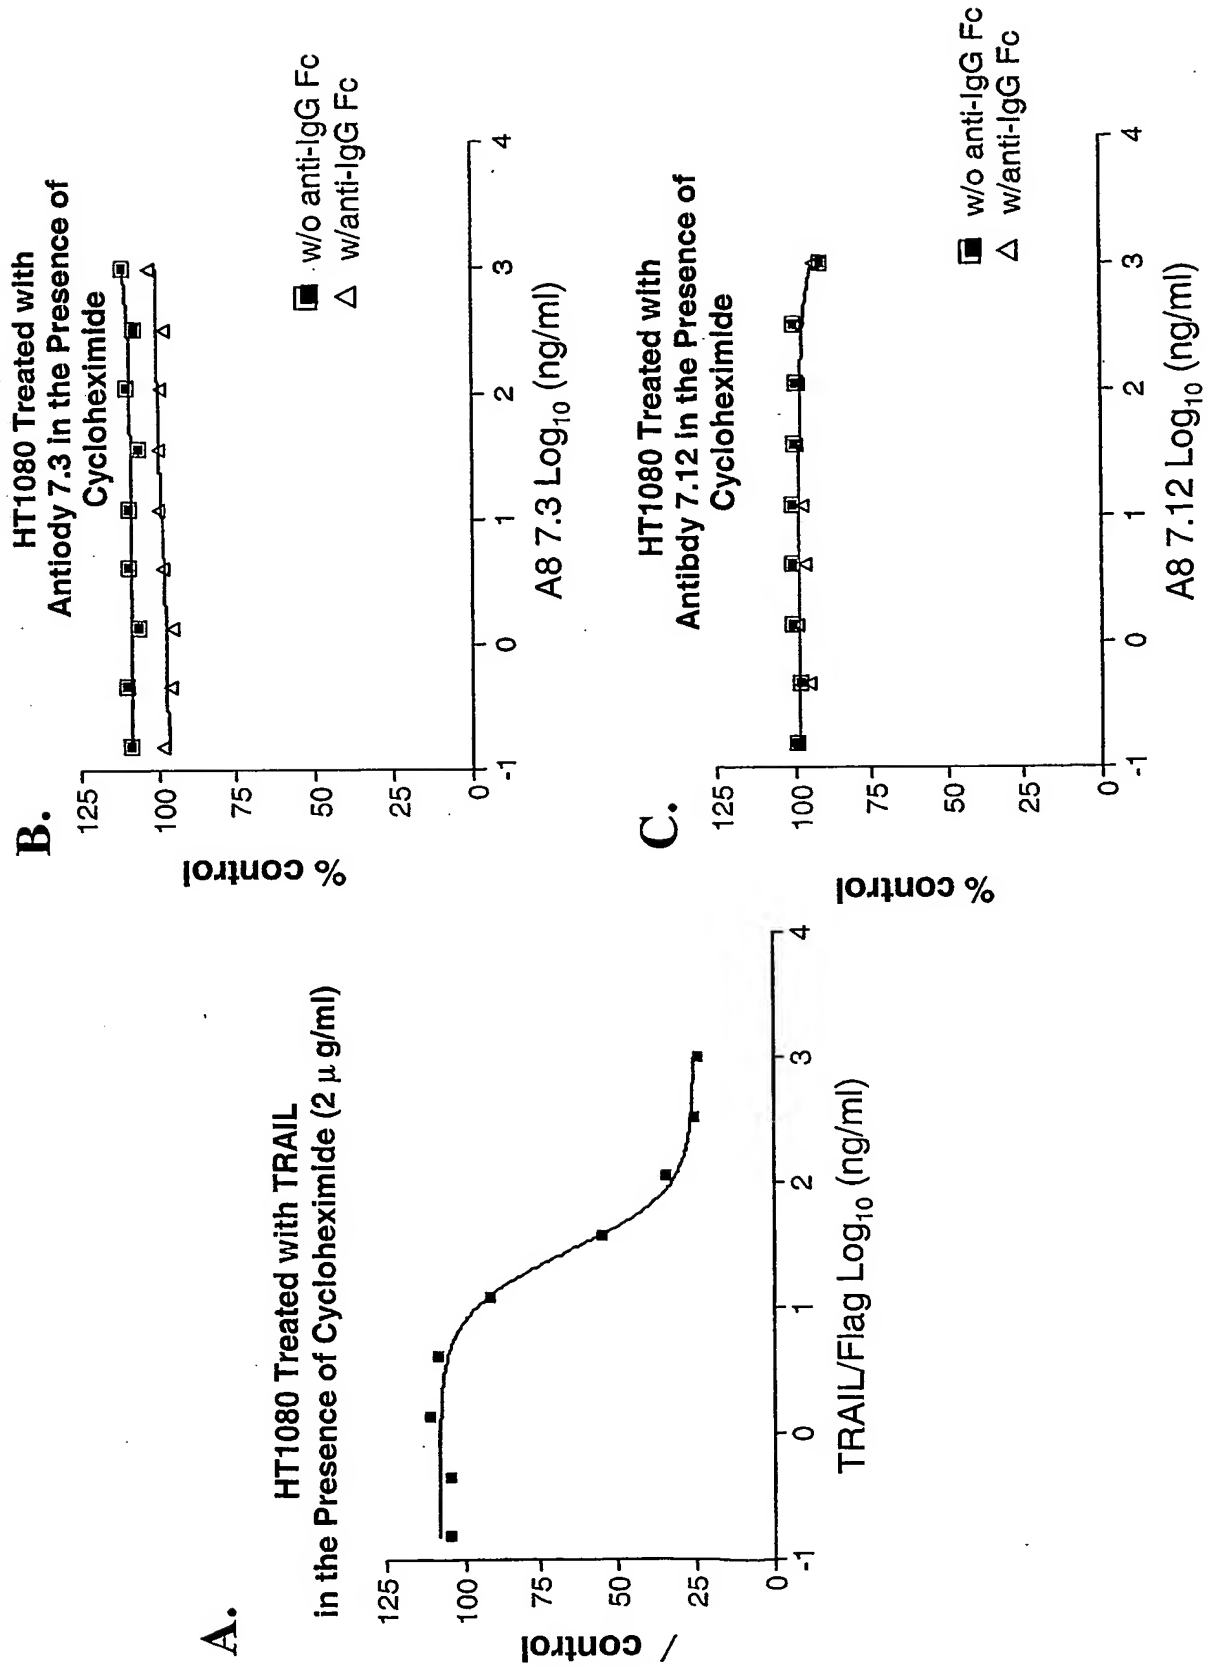 A.
HT1080 Treated with TRAIL
in the Presence of Cycloheximide (2 µ g/ml)
125
100
75
50
25
0
/ control
-1
0
1
2
3
4
TRAIL/Flag Log10 (ng/ml)
B.
HT1080 Treated with
Antiody 7.3 in the Presence of
Cycloheximide
125
100
75
50
25
0
% control
-1
0
1
2
3
4
A8 7.3 Log10 (ng/ml)
w/o anti-IgG Fc
w/anti-IgG Fc
C.
HT1080 Treated with
Antibdy 7.12 in the Presence of
Cycloheximide
125
100
75
50
25
0
% control
-1
0
1
2
3
4
A8 7.12 Log10 (ng/ml)
w/o anti-IgG Fc
w/anti-IgG Fc